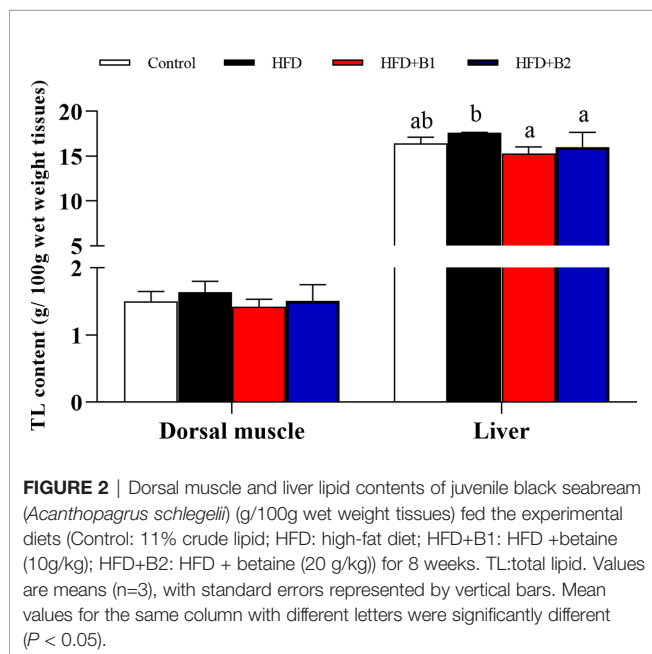 Control HFD HFD+B1 HFD+B2
TL content (g/ 100g wet weight tissues)
20
15
10
5
2
1
0
ab b a a
Dorsal muscle Liver
FIGURE 2 | Dorsal muscle and liver lipid contents of juvenile black seabream
(Acanthopagrus schlegelii) (g/100g wet weight tissues) fed the experimental
diets (Control: 11% crude lipid; HFD: high-fat diet; HFD+B1: HFD +betaine
(10g/kg); HFD+B2: HFD + betaine (20 g/kg)) for 8 weeks. TL:total lipid. Values
are means (n=3), with standard errors represented by vertical bars. Mean
values for the same column with different letters were significantly different
(P < 0.05).